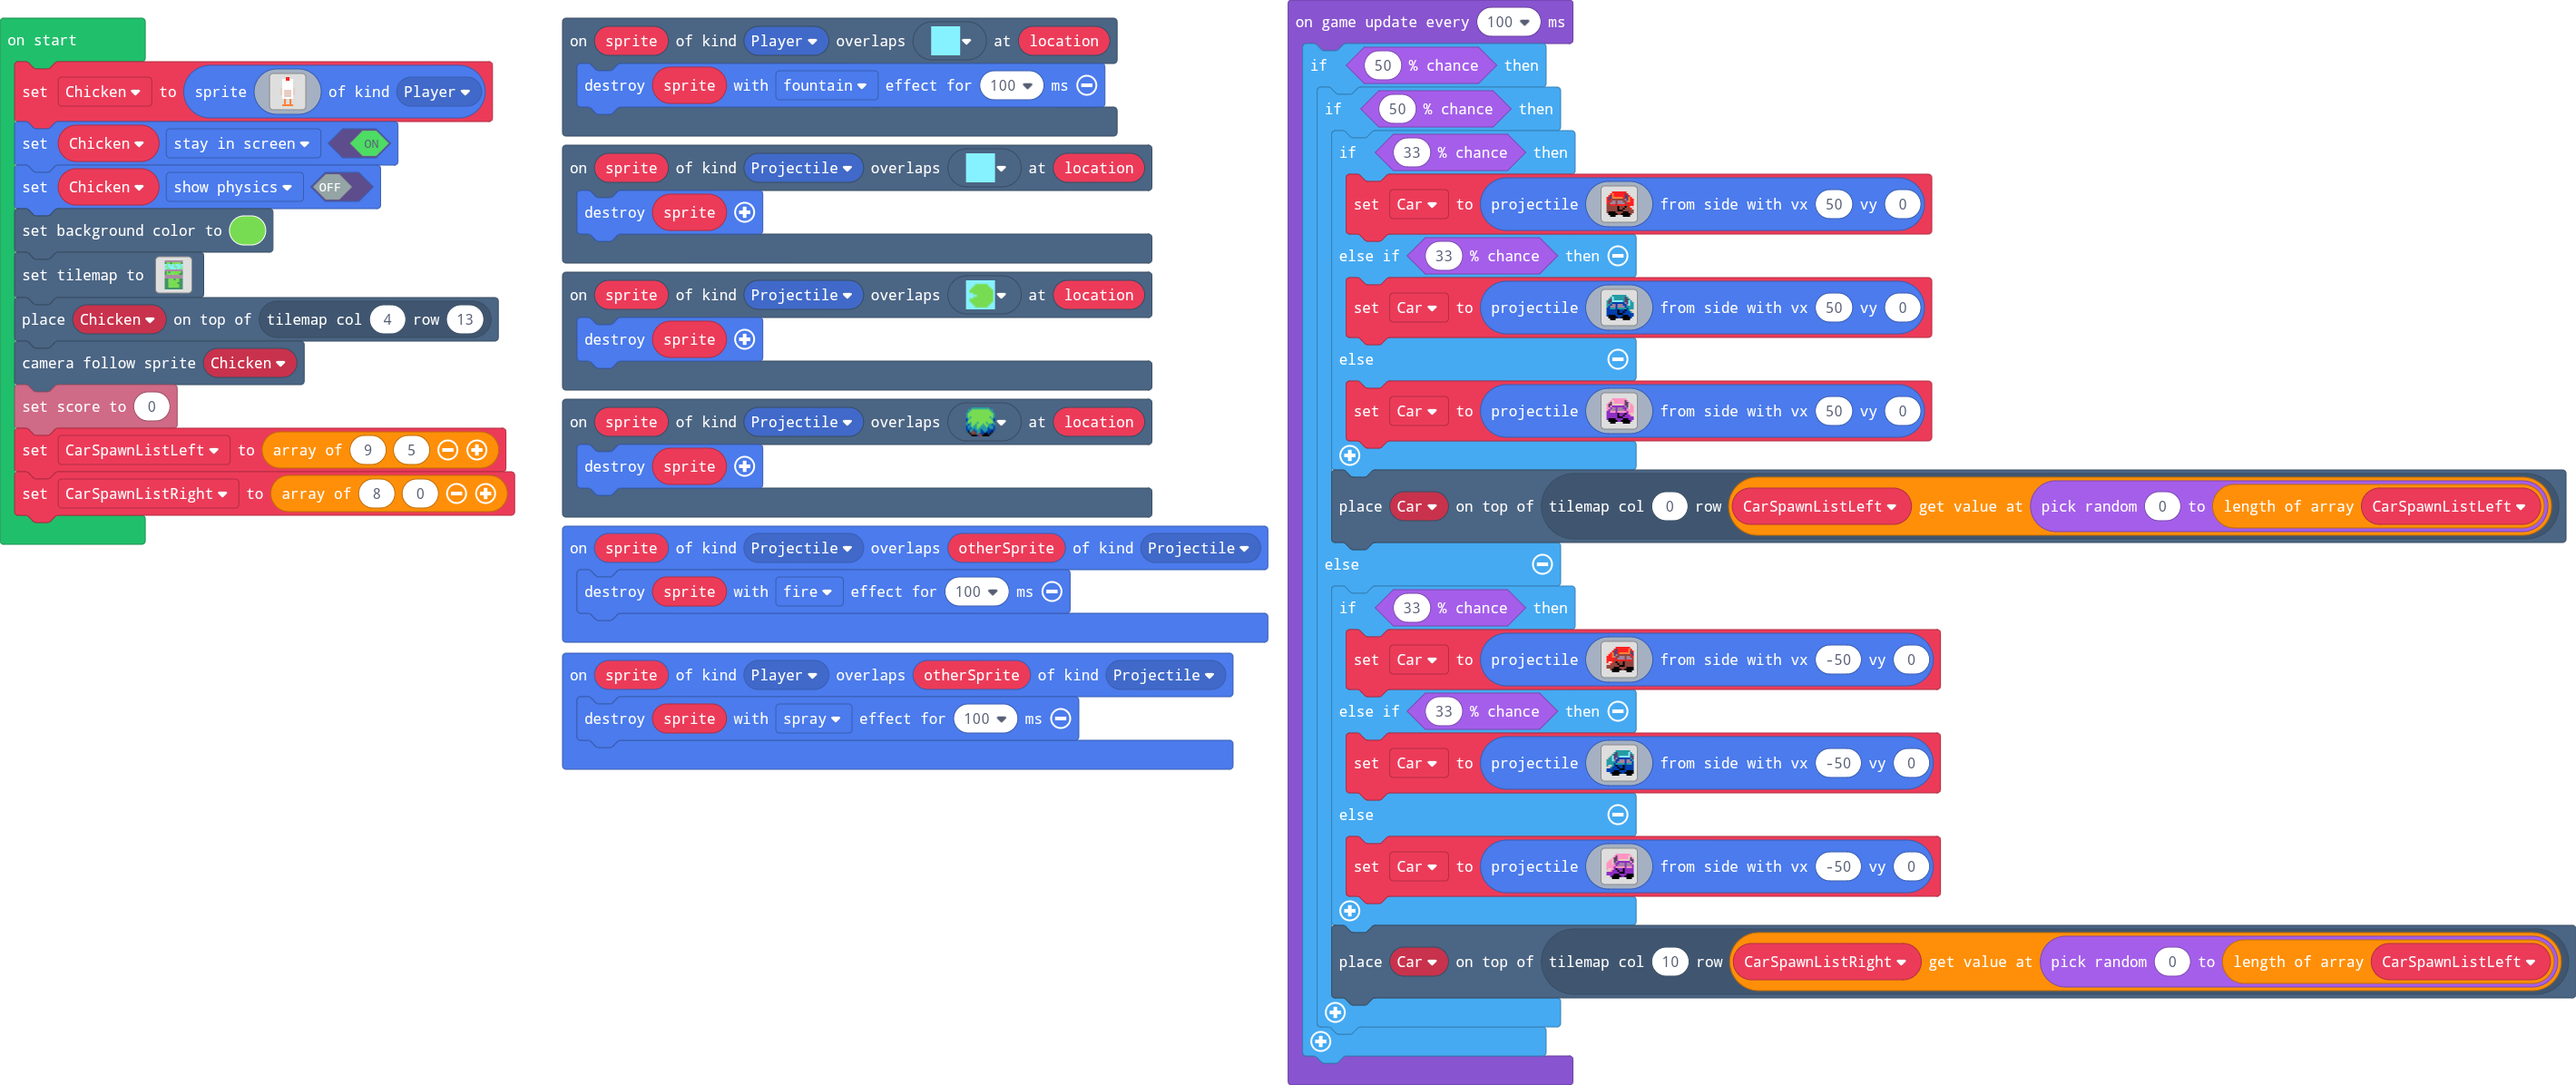 on start
set Chicken to sprite of kind Player
set Chicken stay in screen ON
set Chicken show physics OFF
set background color to
set tilemap to
place Chicken on top of tilemap col 4 row 13
camera follow sprite Chicken
set score to 0
set CarSpawnListLeft to array of 9 5
set CarSpawnListRight to array of 8 0
on sprite of kind Player overlaps at location
destroy sprite with fountain effect for 100 ms
on sprite of kind Projectile overlaps at location
destroy sprite
on sprite of kind Projectile overlaps at location
destroy sprite
on sprite of kind Projectile overlaps at location
destroy sprite
on sprite of kind Projectile overlaps otherSprite of kind Projectile
destroy sprite with fire effect for 100 ms
on sprite of kind Player overlaps otherSprite of kind Projectile
destroy sprite with spray effect for 100 ms
on game update every 100 ms
if 50 % chance then
if 50 % chance then
if 33 % chance then
set Car to projectile from side with vx 50 vy 0
else if 33 % chance then
set Car to projectile from side with vx 50 vy 0
else
set Car to projectile from side with vx 50 vy 0
place Car on top of tilemap col 0 row CarSpawnListLeft get value at pick random 0 to length of array CarSpawnListLeft
else
if 33 % chance then
set Car to projectile from side with vx -50 vy 0
else if 33 % chance then
set Car to projectile from side with vx -50 vy 0
else
set Car to projectile from side with vx -50 vy 0
place Car on top of tilemap col 10 row CarSpawnListRight get value at pick random 0 to length of array CarSpawnListLeft